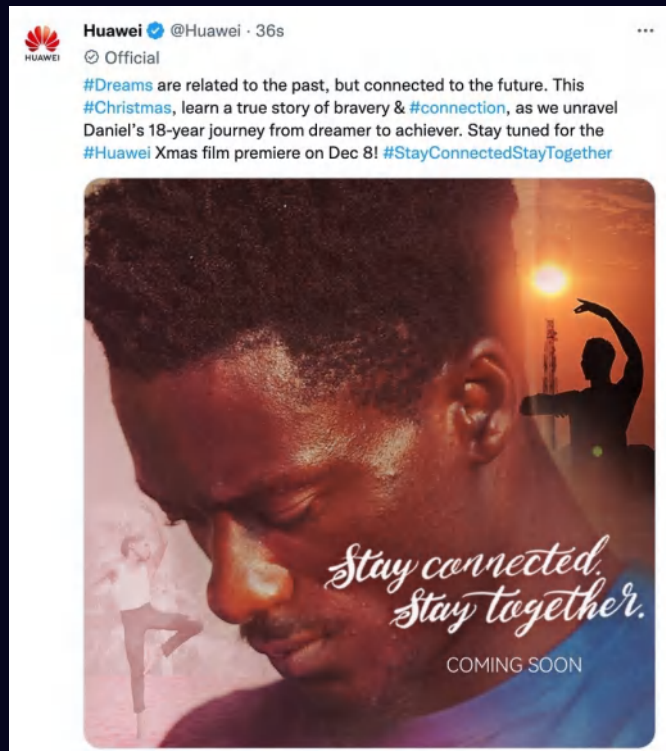 Huawei @Huawei · 36s
HUAWEI
Official
#Dreams are related to the past, but connected to the future. This
#Christmas, learn a true story of bravery & #connection, as we unravel
Daniel's 18-year journey from dreamer to achiever. Stay tuned for the
#Huawei Xmas film premiere on Dec 8! #StayConnectedStayTogether
Stay connected.
Stay together.
COMING SOON